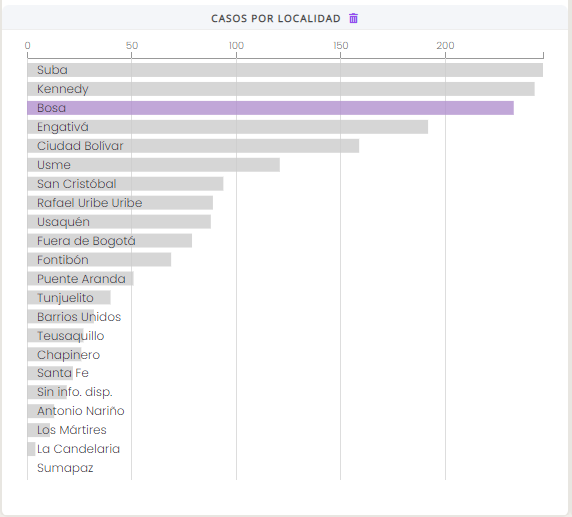 CASOS POR LOCALIDAD
0 50 100 150 200
Suba
Kennedy
Bosa
Engativá
Ciudad Bolívar
Usme
San Cristóbal
Rafael Uribe Uribe
Usaquén
Fuera de Bogotá
Fontibón
Puente Aranda
Tunjuelito
Barrios Unidos
Teusaquillo
Chapinero
Santa Fe
Sin info. disp.
Antonio Nariño
Los Mártires
La Candelaria
Sumapaz